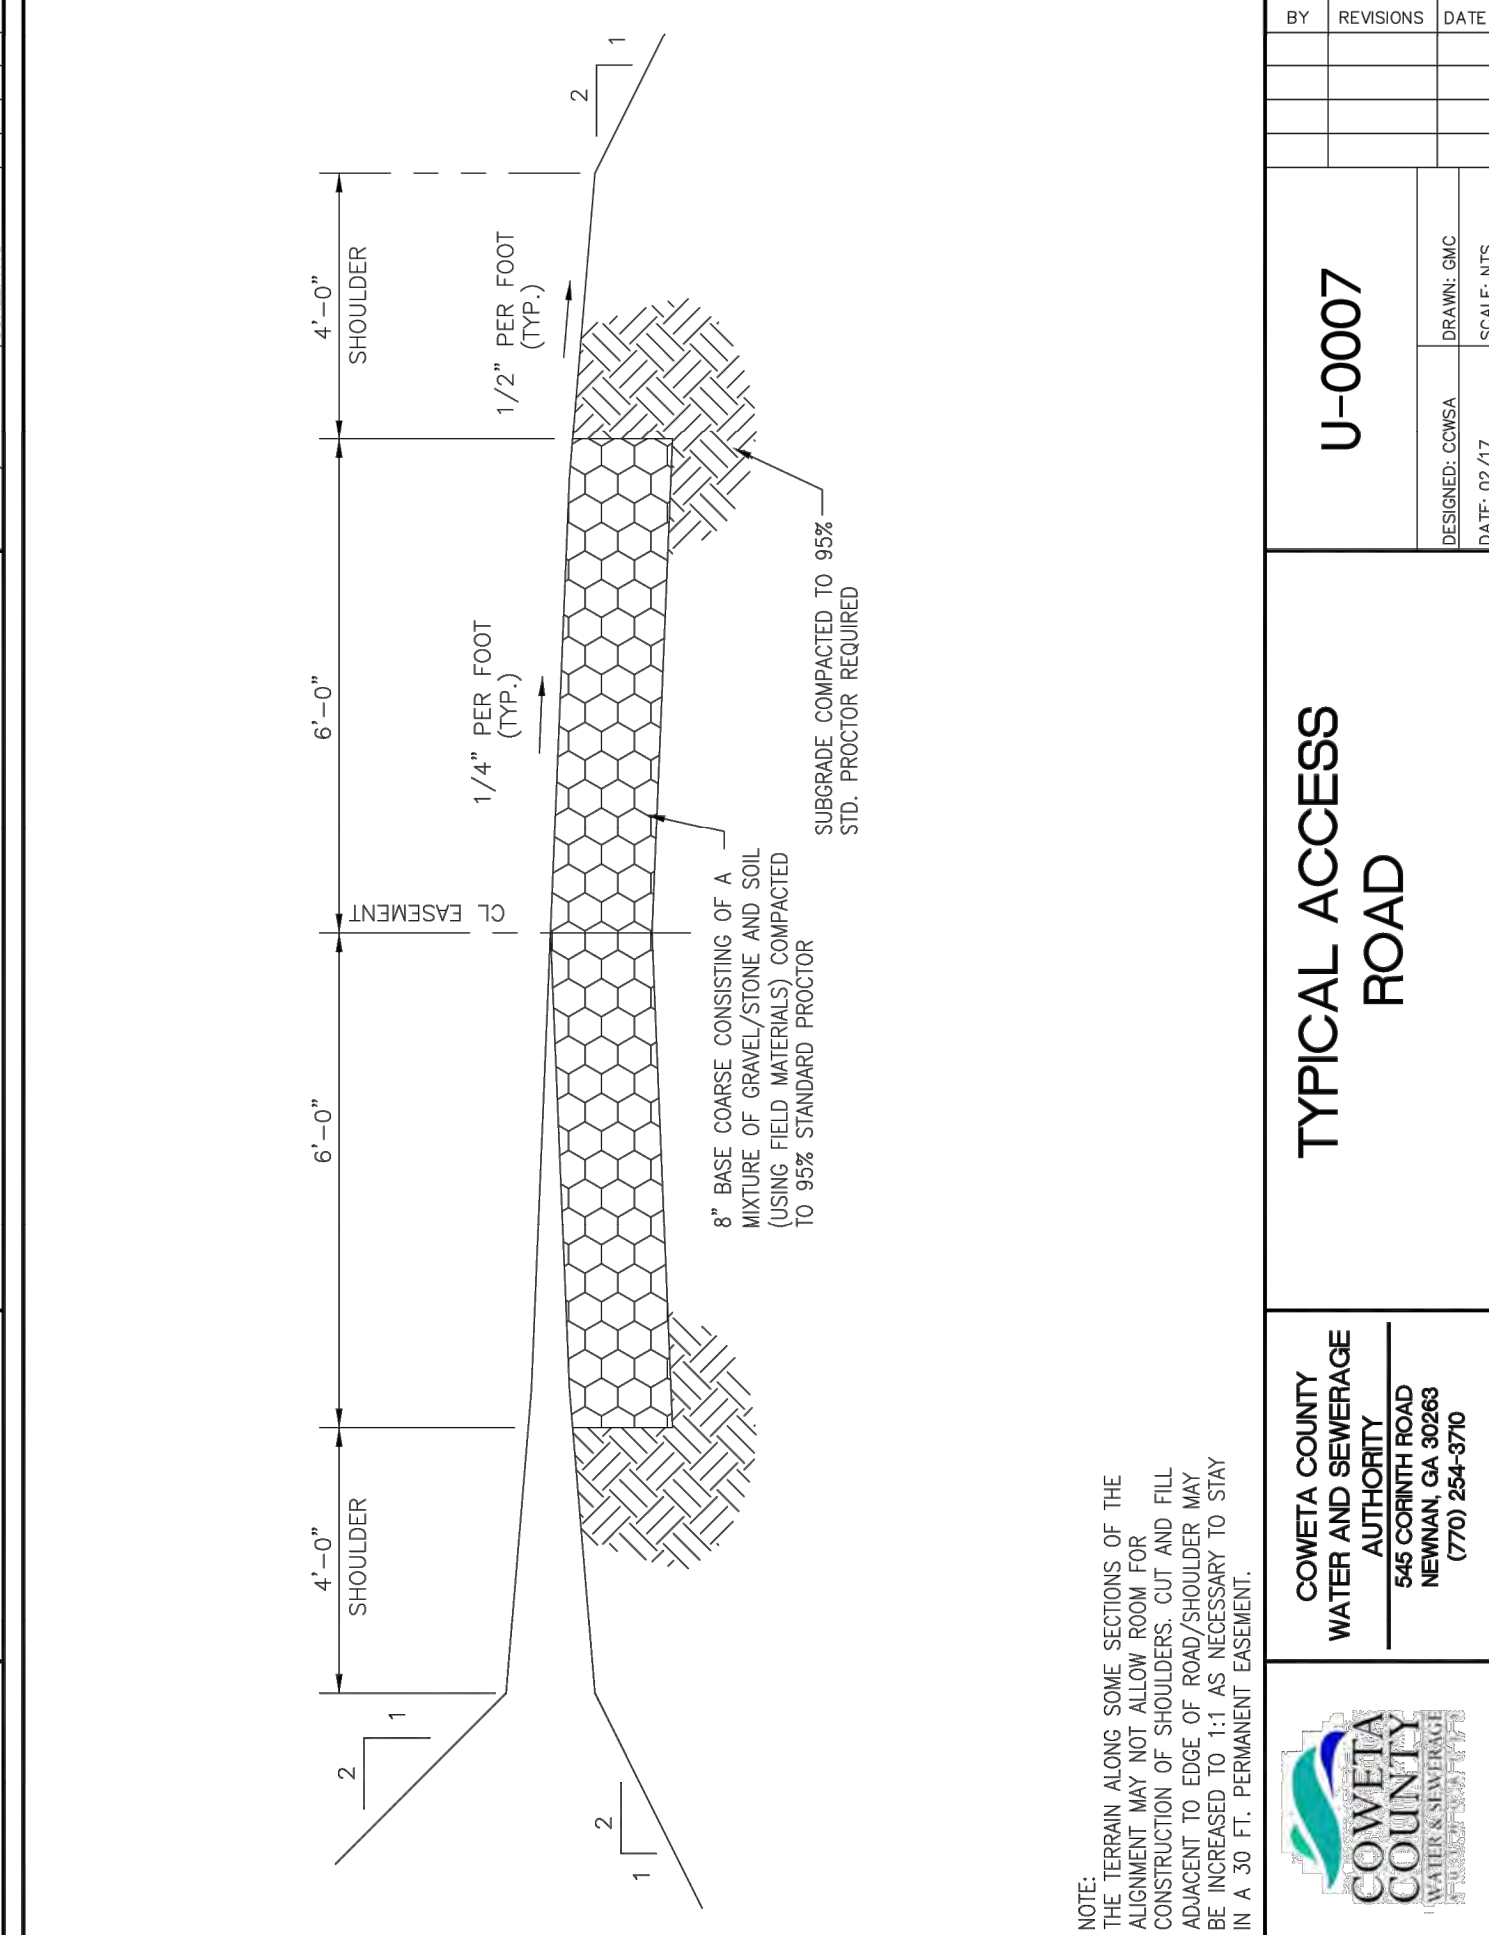 4'-0"
SHOULDER
6'-0"
6'-0"
4'-0"
SHOULDER
CL EASEMENT
1/4" PER FOOT
(TYP.)
1/2" PER FOOT
(TYP.)
2
1
2
1
2
1
8" BASE COARSE CONSISTING OF A
MIXTURE OF GRAVEL/STONE AND SOIL
(USING FIELD MATERIALS) COMPACTED
TO 95% STANDARD PROCTOR
SUBGRADE COMPACTED TO 95%
STD. PROCTOR REQUIRED
NOTE:
THE TERRAIN ALONG SOME SECTIONS OF THE
ALIGNMENT MAY NOT ALLOW ROOM FOR
CONSTRUCTION OF SHOULDERS. CUT AND FILL
ADJACENT TO EDGE OF ROAD/SHOULDER MAY
BE INCREASED TO 1:1 AS NECESSARY TO STAY
IN A 30 FT. PERMANENT EASEMENT.
COWETA
COUNTY
WATER & SEWERAGE
COWETA COUNTY
WATER AND SEWERAGE
AUTHORITY
545 CORINTH ROAD
NEWNAN, GA 30263
(770) 254-3710
TYPICAL ACCESS
ROAD
U-0007
DESIGNED: CCWSA
DRAWN: GMC
DATE: 02/17
SCALE: NTS
BY
REVISIONS
DATE